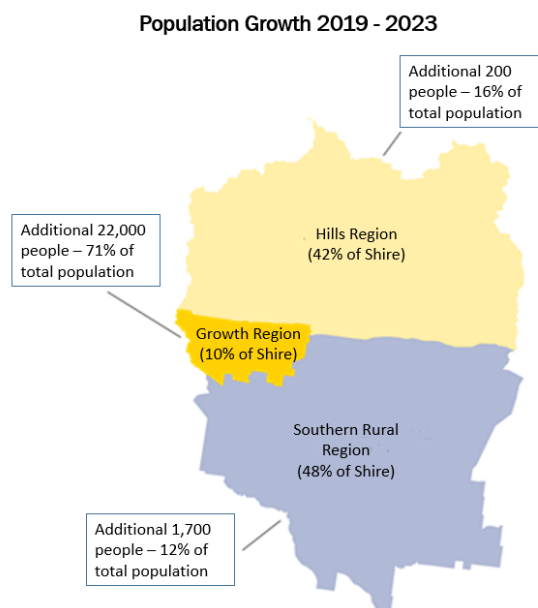 Population Growth 2019 - 2023
Additional 200
people – 16% of
total population
Hills Region
(42% of Shire)
Additional 22,000
people – 71% of
total population
Growth Region
(10% of Shire)
Southern Rural
Region
(48% of Shire)
Additional 1,700
people – 12% of
total population